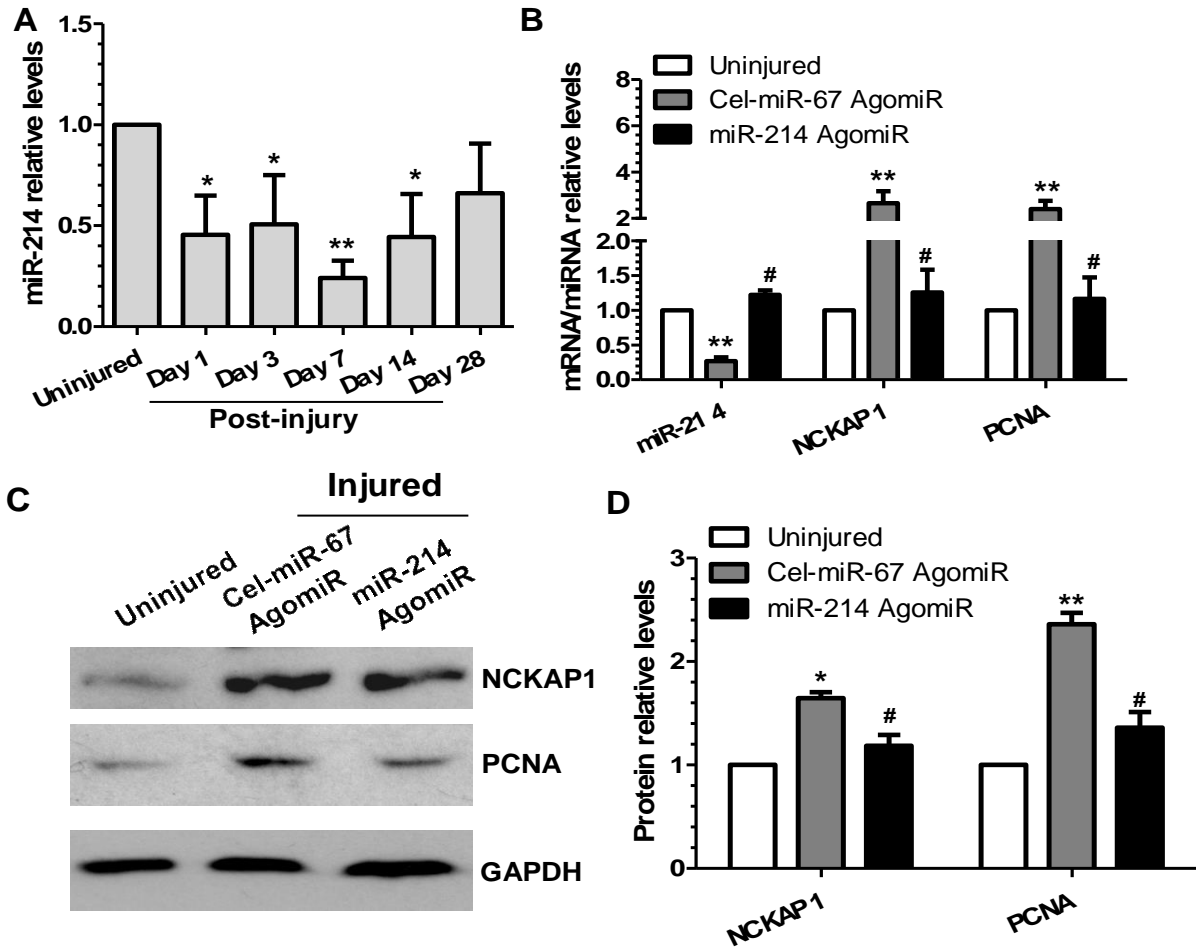 A
miR-214 relative levels
1.5
1.0
0.5
0.0
*
*
**
*
Uninjured
Day 1
Day 3
Day 7
Day 14
Day 28
Post-injury
B
Uninjured
Cel-miR-67 AgomiR
miR-214 AgomiR
mRNA/miRNA relative levels
8
6
4
2
2.0
1.5
1.0
0.5
0.0
**
#
**
#
**
#
miR-21 4
NCKAP1
PCNA
C
Injured
Uninjured
Cel-miR-67
AgomiR
miR-214
AgomiR
NCKAP1
PCNA
GAPDH
D
Uninjured
Cel-miR-67 AgomiR
miR-214 AgomiR
Protein relative levels
3
2
1
0
*
#
**
#
NCKAP1
PCNA